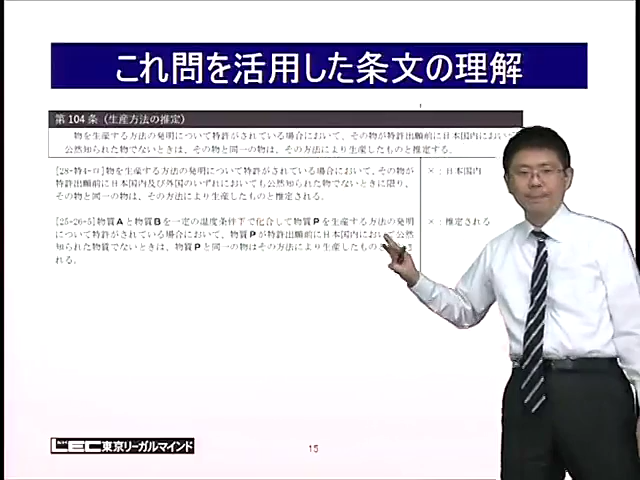 これ問を活用した条文の理解
第 104 条（生産方法の推定）
物を生産する方法の発明について特許がされている場合において、その物が特許出願前に日本国内において
公然知られた物でないときは、その物と同一の物は、その方法により生産したものと推定する。
[28-特4-ロ]物を生産する方法の発明について特許がされている場合において、その物が
×：日本国内
特許出願前に日本国内及び外国のいずれにおいても公然知られた物でないときに限り、
その物と同一の物は、その方法により生産したものと推定される。
[25-26-5]物質Ａと物質Ｂを一定の温度条件下で化合して物質Ｐを生産する方法の発明
×：推定される
について特許がされている場合において、物質Ｐが特許出願前に日本国内において公然
知られた物質でないときは、物質Ｐと同一の物はその方法により生産したものと
れる。
LEC東京リーガルマインド
15